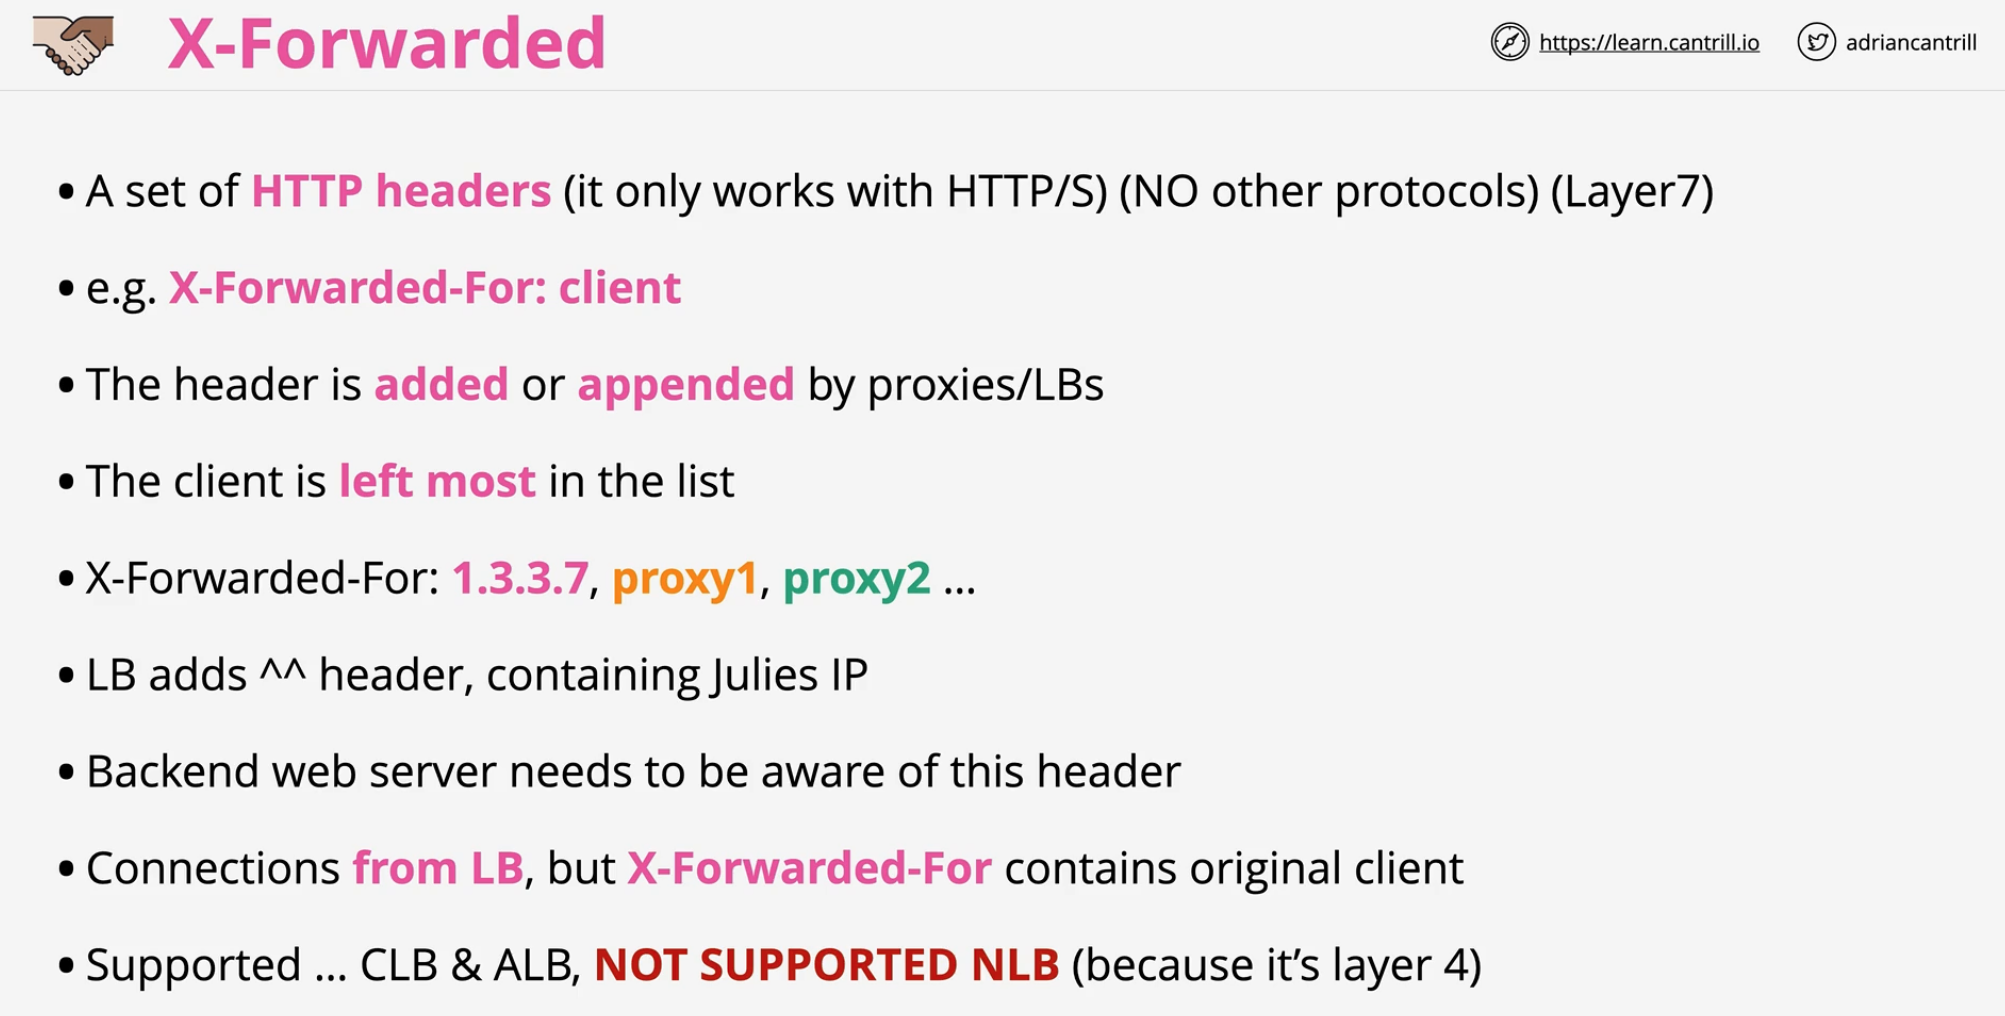 X-Forwarded
https://learn.cantrill.io
adriancantrill
• A set of HTTP headers (it only works with HTTP/S) (NO other protocols) (Layer7)
• e.g. X-Forwarded-For: client
• The header is added or appended by proxies/LBs
• The client is left most in the list
• X-Forwarded-For: 1.3.3.7, proxy1, proxy2 ...
• LB adds ^^ header, containing Julies IP
• Backend web server needs to be aware of this header
• Connections from LB, but X-Forwarded-For contains original client
• Supported ... CLB & ALB, NOT SUPPORTED NLB (because it’s layer 4)